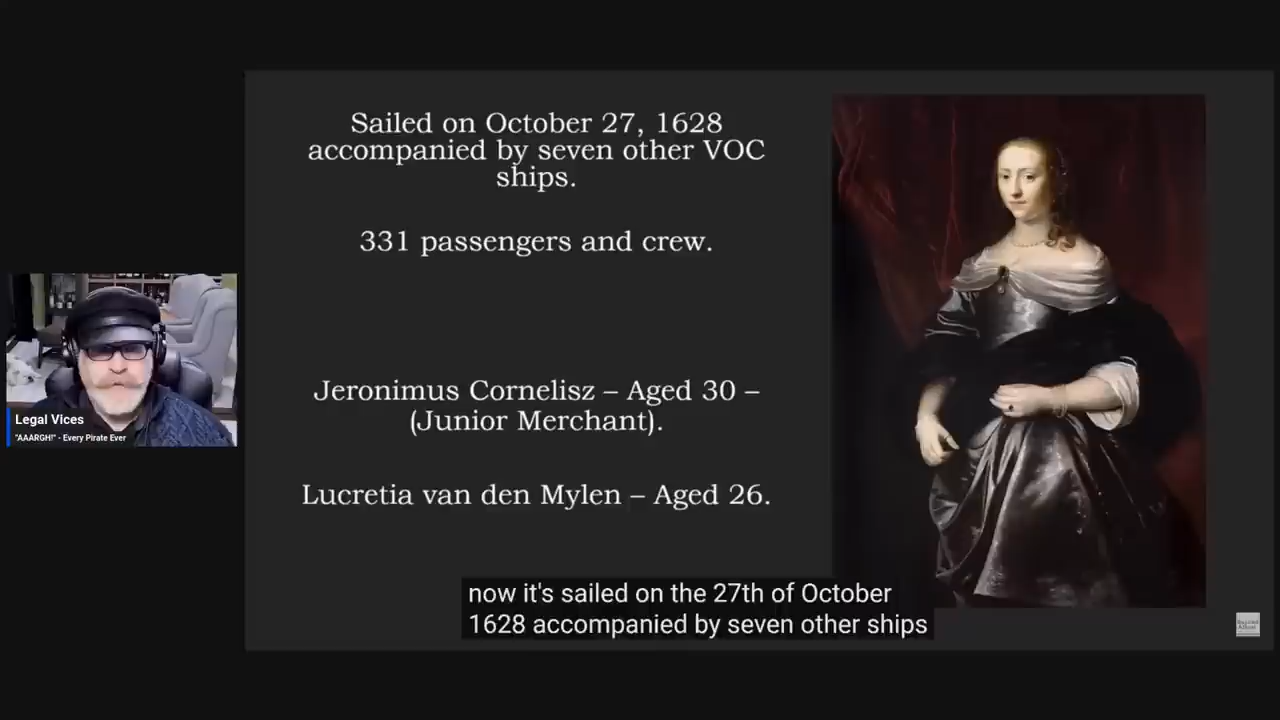 Sailed on October 27, 1628
accompanied by seven other VOC
ships.
331 passengers and crew.
Jeronimus Cornelisz – Aged 30 –
(Junior Merchant).
Lucretia van den Mylen – Aged 26.
Legal Vices
"AAARGH!" - Every Pirate Ever
now it's sailed on the 27th of October
1628 accompanied by seven other ships